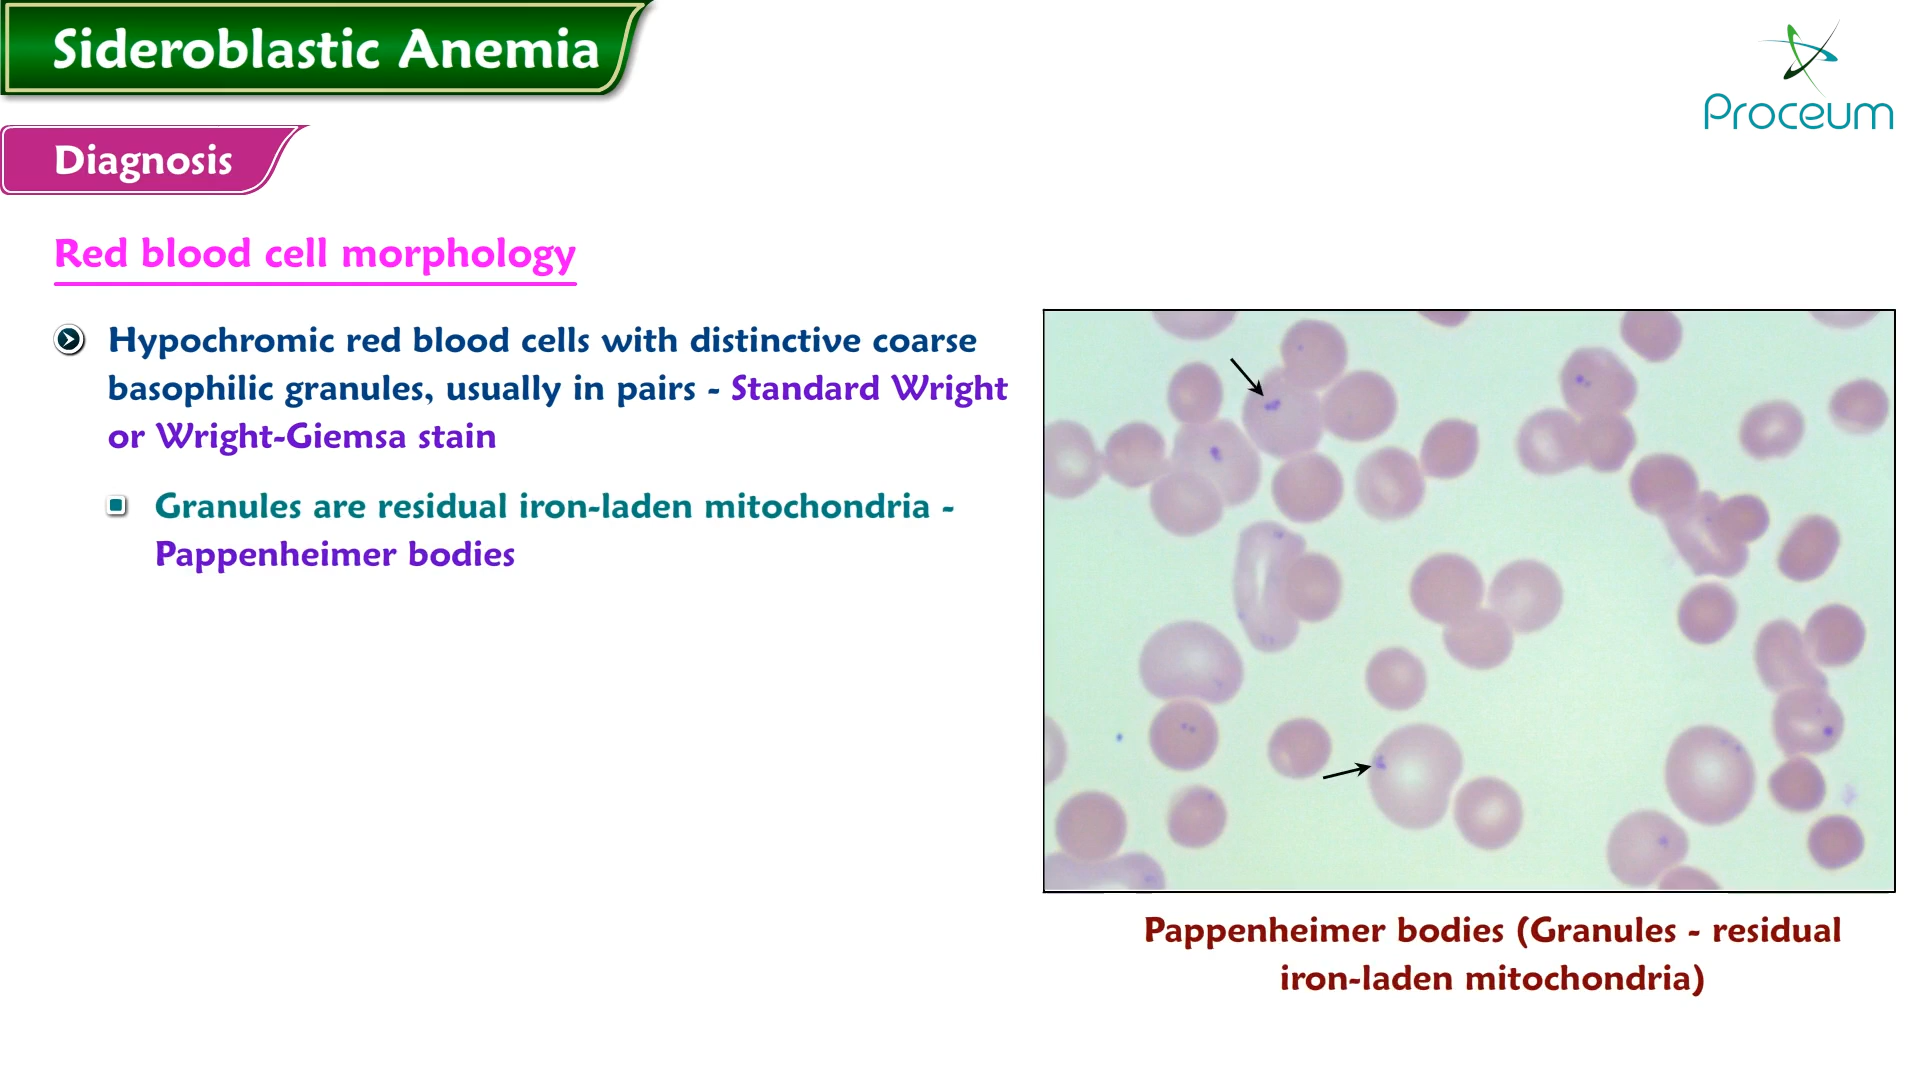 Sideroblastic Anemia
Proceum
Diagnosis
Red blood cell morphology
Hypochromic red blood cells with distinctive coarse
basophilic granules, usually in pairs - Standard Wright
or Wright-Giemsa stain
Granules are residual iron-laden mitochondria -
Pappenheimer bodies
Pappenheimer bodies (Granules - residual
iron-laden mitochondria)